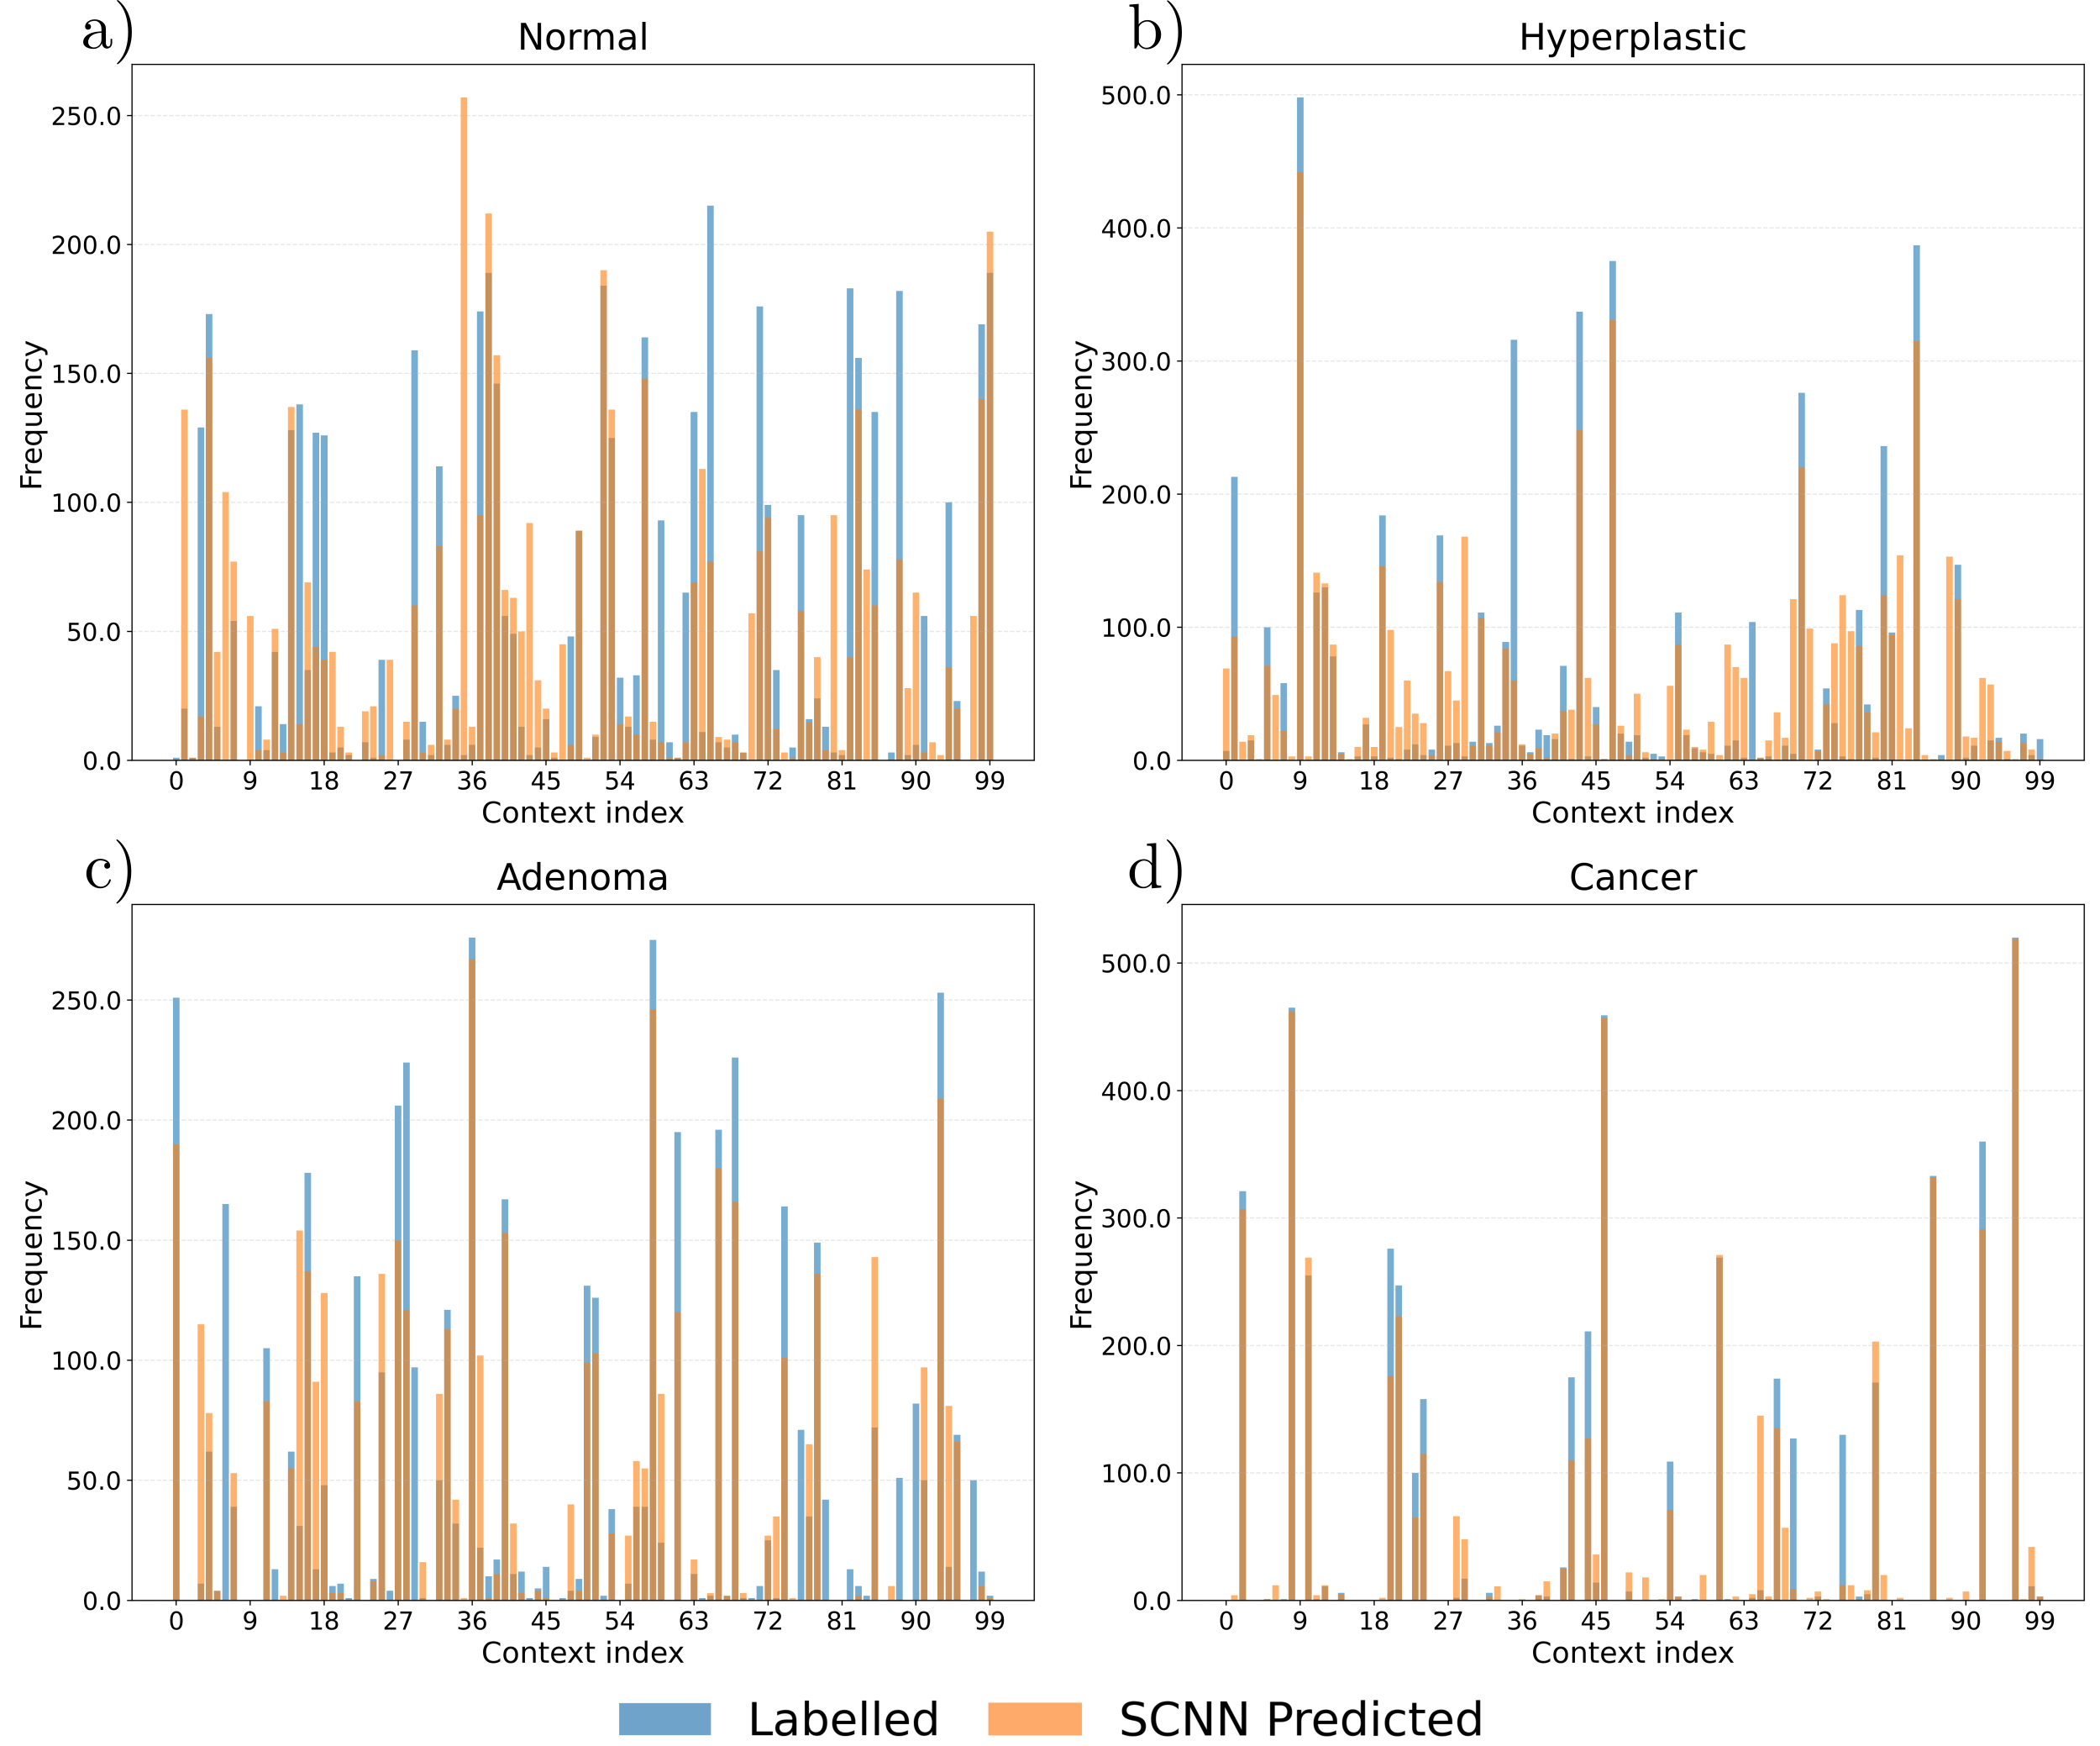 a)
Normal
250.0
200.0
150.0
100.0
50.0
0.0
Frequency
0 9 18 27 36 45 54 63 72 81 90 99
Context index
b)
Hyperplastic
500.0
400.0
300.0
200.0
100.0
0.0
Frequency
0 9 18 27 36 45 54 63 72 81 90 99
Context index
c)
Adenoma
250.0
200.0
150.0
100.0
50.0
0.0
Frequency
0 9 18 27 36 45 54 63 72 81 90 99
Context index
d)
Cancer
500.0
400.0
300.0
200.0
100.0
0.0
Frequency
0 9 18 27 36 45 54 63 72 81 90 99
Context index
Labelled SCNN Predicted